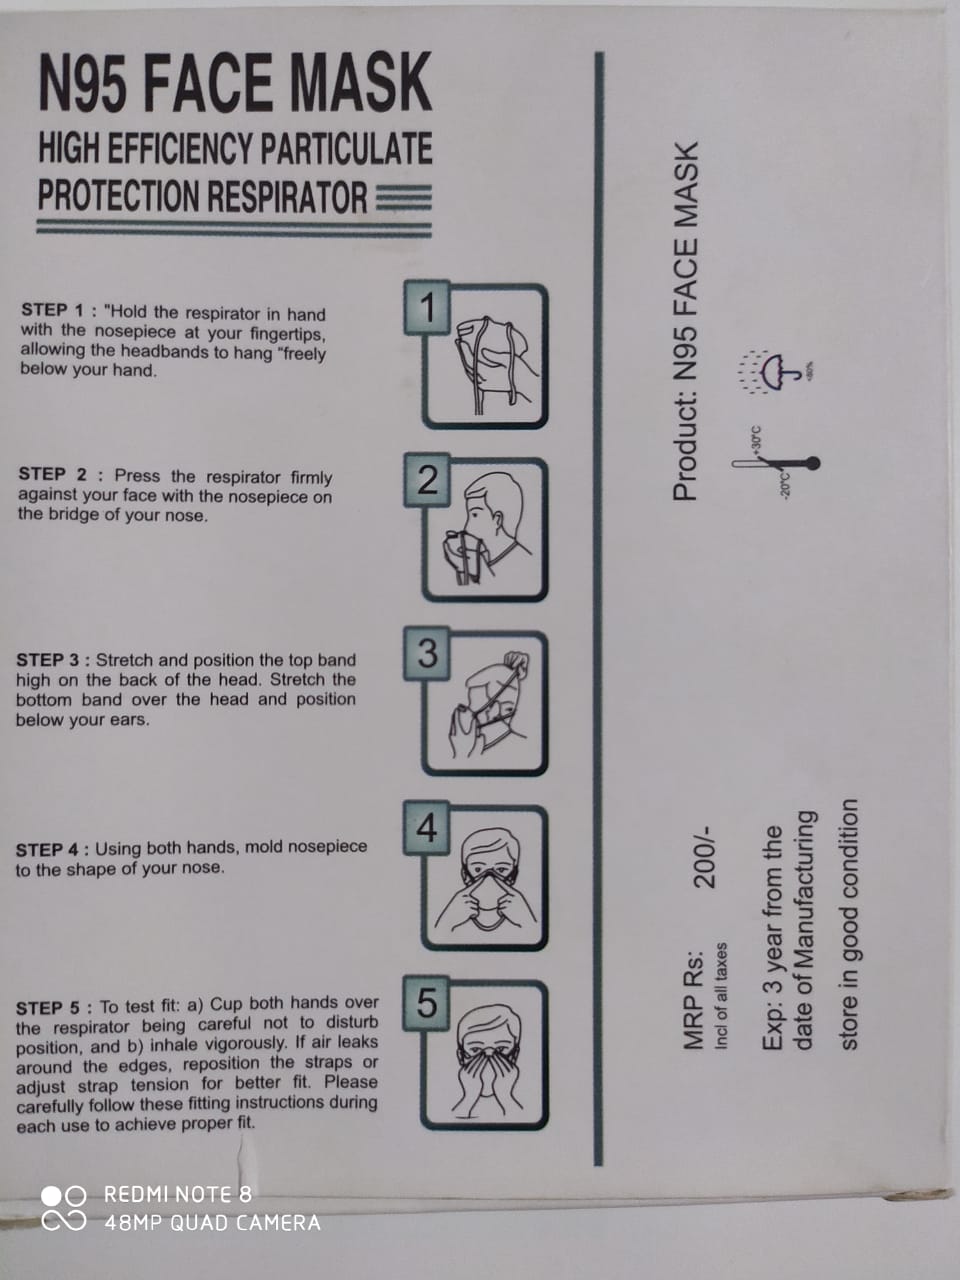 N95 FACE MASK
HIGH EFFICIENCY PARTICULATE
PROTECTION RESPIRATOR
STEP 1 : "Hold the respirator in hand
with the nosepiece at your fingertips,
allowing the headbands to hang "freely
below your hand.
1
STEP 2 : Press the respirator firmly
against your face with the nosepiece on
the bridge of your nose.
2
STEP 3 : Stretch and position the top band
high on the back of the head. Stretch the
bottom band over the head and position
below your ears.
3
STEP 4 : Using both hands, mold nosepiece
to the shape of your nose.
4
STEP 5 : To test fit: a) Cup both hands over
the respirator being careful not to disturb
position, and b) inhale vigorously. If air leaks
around the edges, reposition the straps or
adjust strap tension for better fit. Please
carefully follow these fitting instructions during
each use to achieve proper fit.
5
Product: N95 FACE MASK
-20°C
+30°C
<80%
MRP Rs: 200/-
Incl of all taxes
Exp: 3 year from the
date of Manufacturing
store in good condition
REDMI NOTE 8
48MP QUAD CAMERA